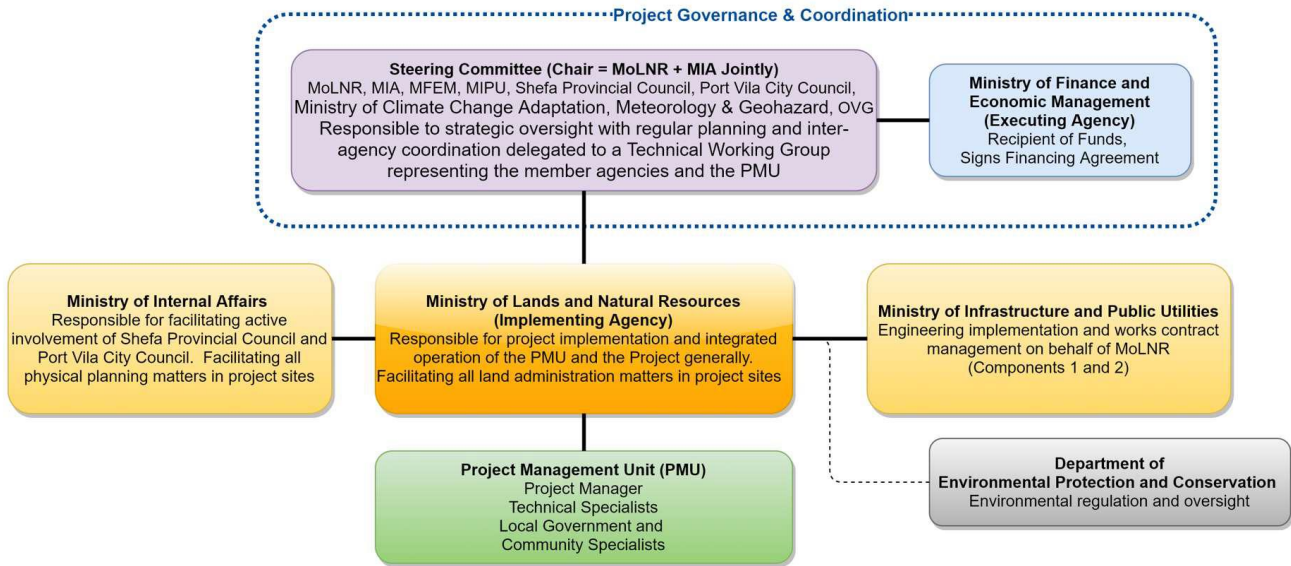 Project Governance & Coordination
Steering Committee (Chair = MoLNR + MIA Jointly)
MoLNR, MIA, MFEM, MIPU, Shefa Provincial Council, Port Vila City Council,
Ministry of Climate Change Adaptation, Meteorology & Geohazard, OVG
Responsible to strategic oversight with regular planning and inter-
agency coordination delegated to a Technical Working Group
representing the member agencies and the PMU
Ministry of Finance and
Economic Management
(Executing Agency)
Recipient of Funds,
Signs Financing Agreement
Ministry of Internal Affairs
Responsible for facilitating active
involvement of Shefa Provincial Council and
Port Vila City Council. Facilitating all
physical planning matters in project sites
Ministry of Lands and Natural Resources
(Implementing Agency)
Responsible for project implementation and integrated
operation of the PMU and the Project generally.
Facilitating all land administration matters in project sites
Ministry of Infrastructure and Public Utilities
Engineering implementation and works contract
management on behalf of MoLNR
(Components 1 and 2)
Project Management Unit (PMU)
Project Manager
Technical Specialists
Local Government and
Community Specialists
Department of
Environmental Protection and Conservation
Environmental regulation and oversight